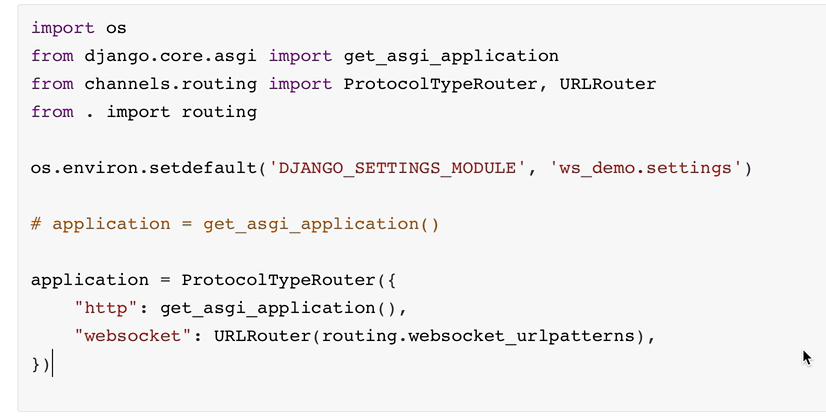 import os
from django.core.asgi import get_asgi_application
from channels.routing import ProtocolTypeRouter, URLRouter
from . import routing
os.environ.setdefault('DJANGO_SETTINGS_MODULE', 'ws_demo.settings')
# application = get_asgi_application()
application = ProtocolTypeRouter({
    "http": get_asgi_application(),
    "websocket": URLRouter(routing.websocket_urlpatterns),
})